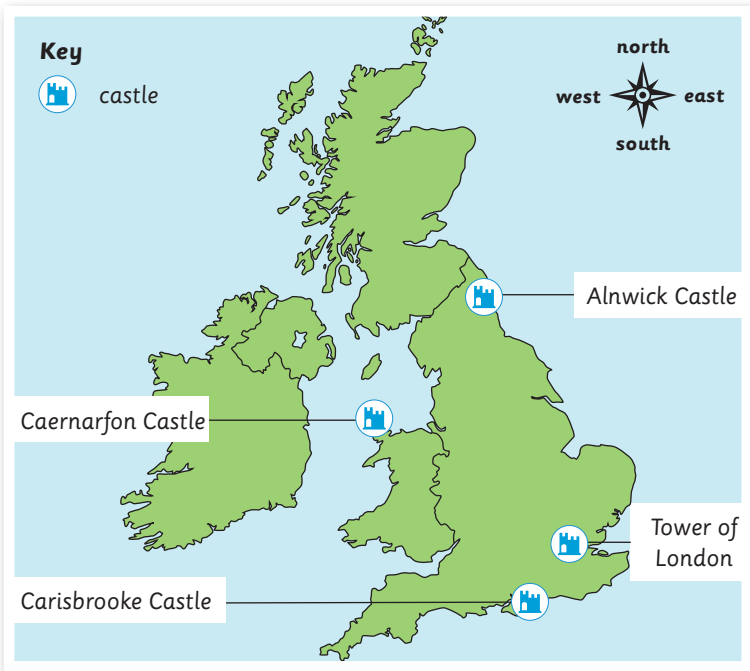 Key
castle
north
west east
south
Alnwick Castle
Caernarfon Castle
Tower of
London
Carisbrooke Castle